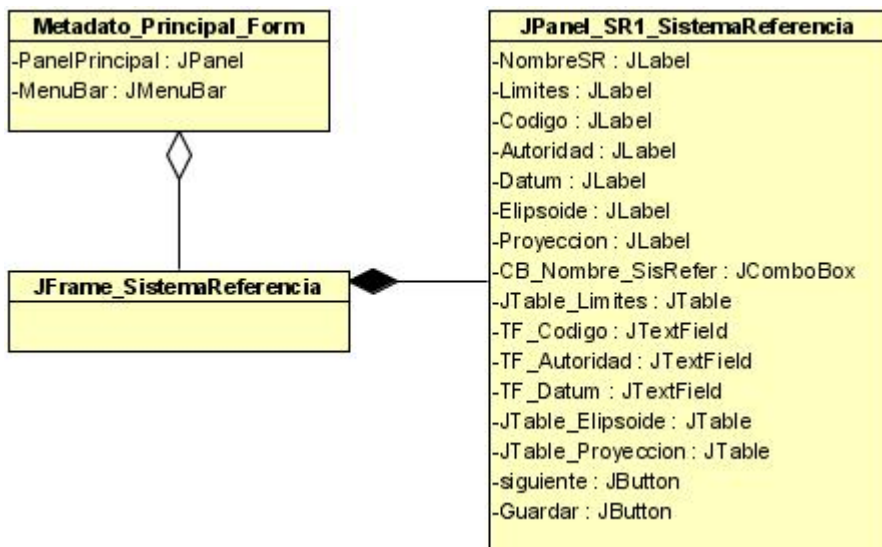 Metadato_Principal_Form
-PanelPrincipal : JPanel
-MenuBar : JMenuBar
JFrame_SistemaReferencia
JPanel_SR1_SistemaReferencia
-NombreSR : JLabel
-Limites : JLabel
-Codigo : JLabel
-Autoridad : JLabel
-Datum : JLabel
-Elipsoide : JLabel
-Proyeccion : JLabel
-CB_Nombre_SisRefer : JComboBox
-JTable_Limites : JTable
-TF_Codigo : JTextField
-TF_Autoridad : JTextField
-TF_Datum : JTextField
-JTable_Elipsoide : JTable
-JTable_Proyeccion : JTable
-siguiente : JButton
-Guardar : JButton